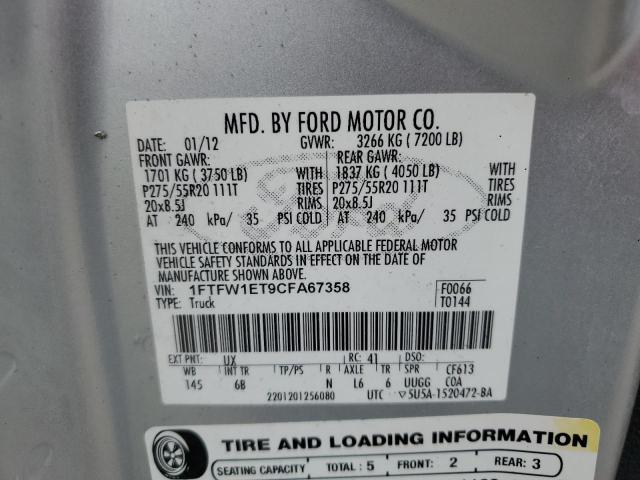 MFD. BY FORD MOTOR CO.
DATE: 01/12 GVWR: 3266 KG ( 7200 LB)
FRONT GAWR: REAR GAWR:
1701 KG ( 3750 LB) WITH 1837 KG ( 4050 LB) WITH
P275/55R20 111T TIRES P275/55R20 111T TIRES
20x8.5J RIMS 20x8.5J RIMS
AT 240 kPa/ 35 PSI COLD AT 240 kPa/ 35 PSI COLD
Ford
THIS VEHICLE CONFORMS TO ALL APPLICABLE FEDERAL MOTOR
VEHICLE SAFETY STANDARDS IN EFFECT ON THE DATE OF
MANUFACTURE SHOWN ABOVE.
VIN: 1FTFW1ET9CFA67358 F0066
TYPE: Truck T0144
EXT PNT: UX RC: 41 DSO:
WB INT TR TP/PS R AXLE TR SPR CF613
145 6B N L6 6 UUGG COA
2201201256080 UTC ▽5U5A-1520472-BA
TIRE AND LOADING INFORMATION
SEATING CAPACITY TOTAL : 5 FRONT: 2 REAR: 3